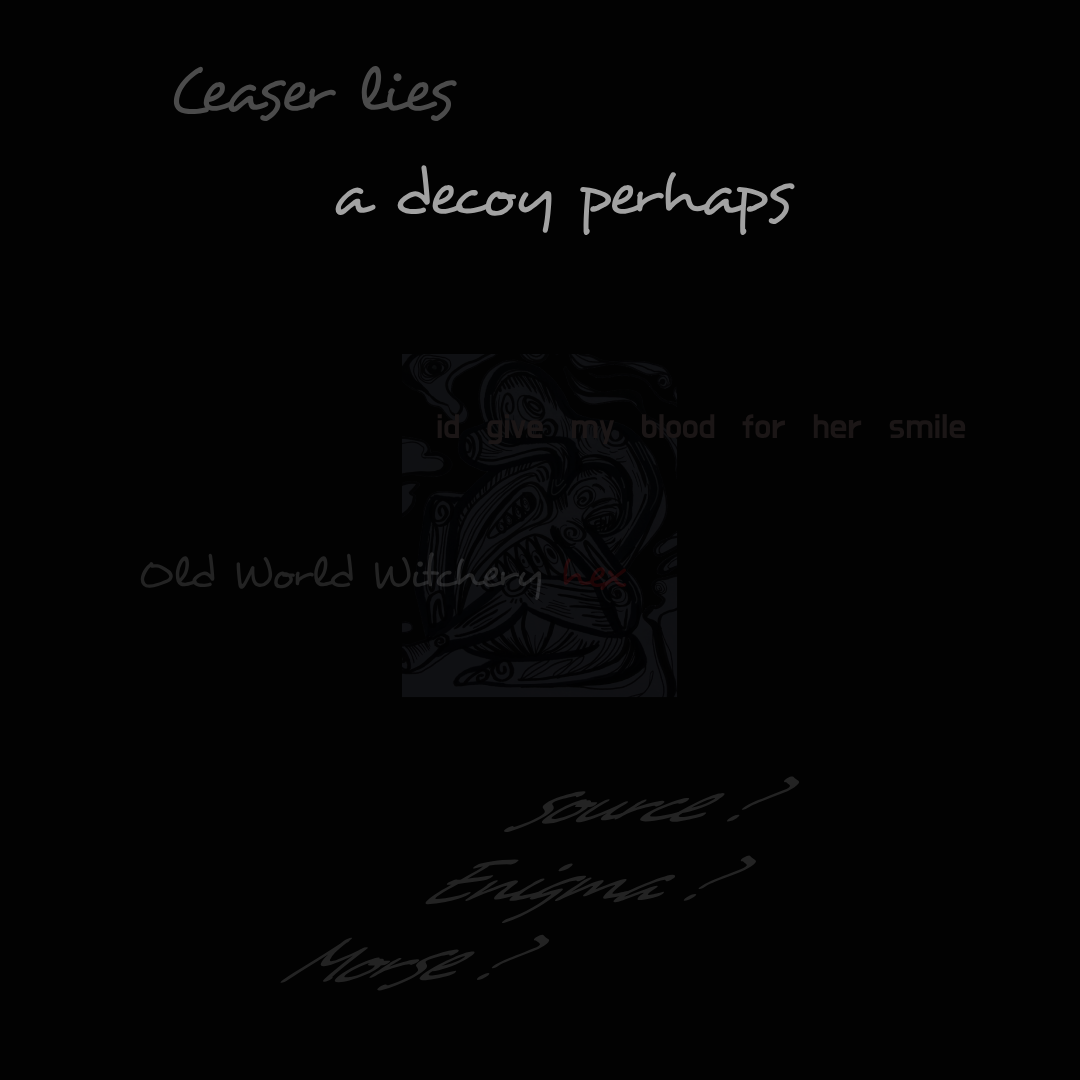 Ceaser lies
a decoy perhaps
id give my blood for her smile
Old World Witchery hex
Source ?
Enigma ?
Morse ?